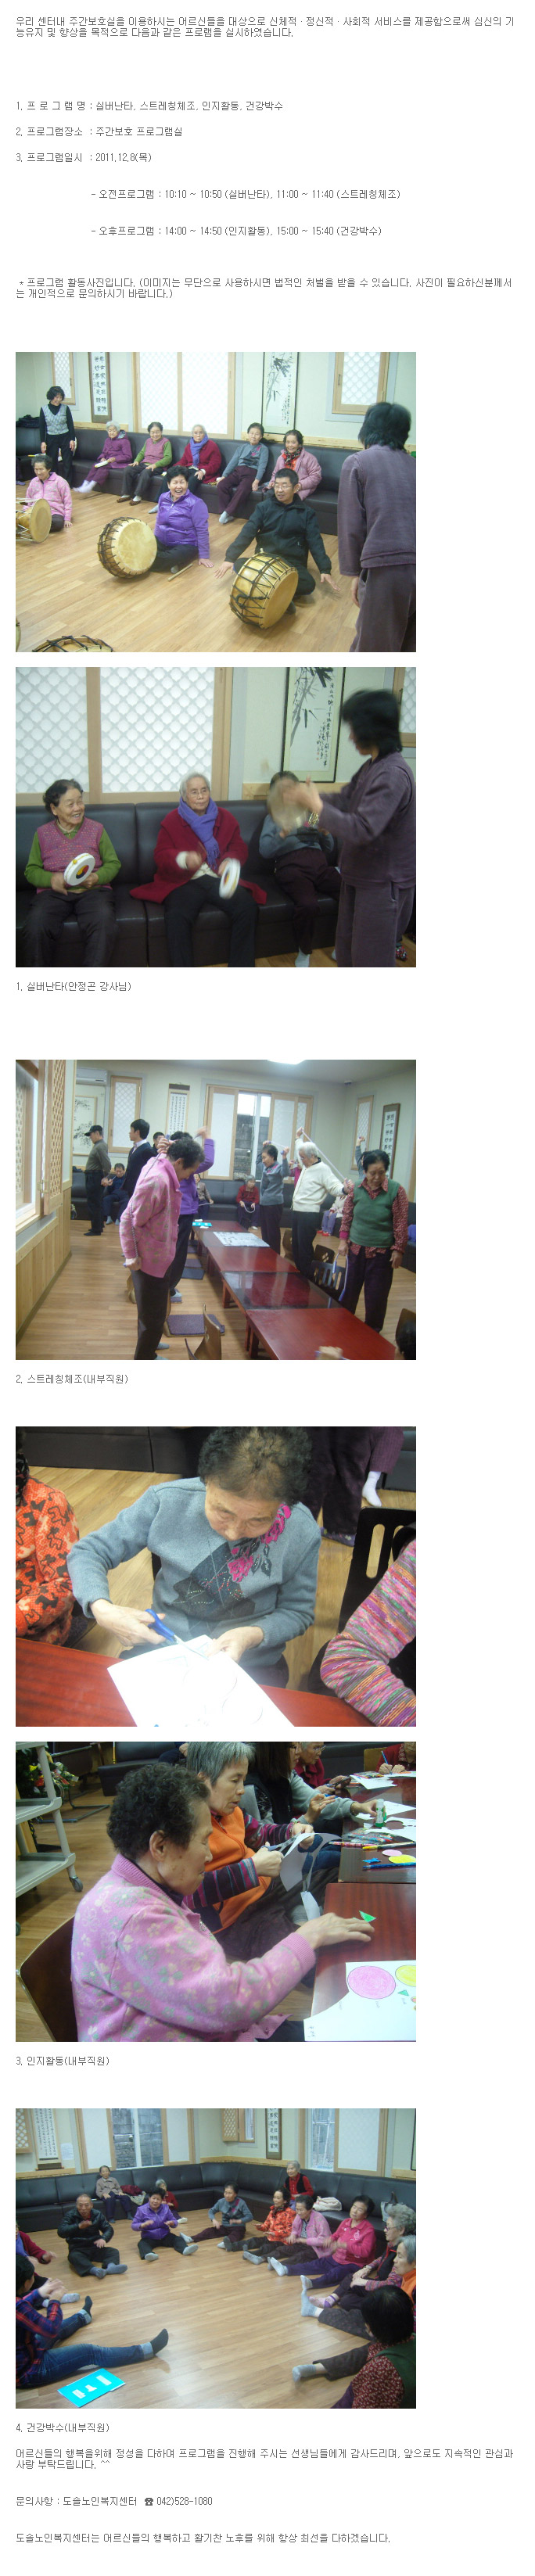 우리 센터내 주간보호실을 이용하시는 어르신들을 대상으로 신체적 · 정신적 · 사회적 서비스를 제공함으로써 심신의 기
능유지 및 향상을 목적으로 다음과 같은 프로램을 실시하였습니다.
1. 프 로 그 램 명 : 실버난타, 스트레칭체조, 인지활동, 건강박수
2. 프로그램장소 : 주간보호 프로그램실
3. 프로그램일시 : 2011.12.8(목)
- 오전프로그램 : 10:10 ~ 10:50 (실버난타), 11:00 ~ 11:40 (스트레칭체조)
- 오후프로그램 : 14:00 ~ 14:50 (인지활동), 15:00 ~ 15:40 (건강박수)
* 프로그램 활동사진입니다. (이미지는 무단으로 사용하시면 법적인 처벌을 받을 수 있습니다. 사진이 필요하신분께서
는 개인적으로 문의하시기 바랍니다.)
1. 실버난타(안정곤 강사님)
2. 스트레칭체조(내부직원)
3. 인지활동(내부직원)
4. 건강박수(내부직원)
어르신들의 행복을위해 정성을 다하여 프로그램을 진행해 주시는 선생님들에게 감사드리며, 앞으로도 지속적인 관심과
사랑 부탁드립니다. ^^
문의사항 : 도솔노인복지센터 ☎ 042)528-1080
도솔노인복지센터는 어르신들의 행복하고 활기찬 노후를 위해 항상 최선을 다하겠습니다.